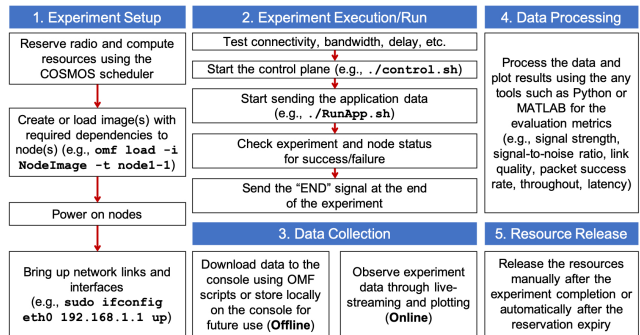 1. Experiment Setup
Reserve radio and compute
resources using the
COSMOS scheduler
Create or load image(s) with
required dependencies to
node(s) (e.g., omf load -i
NodeImage -t node1-1)
Power on nodes
Bring up network links and
interfaces
(e.g., sudo ifconfig
eth0 192.168.1.1 up)
2. Experiment Execution/Run
Test connectivity, bandwidth, delay, etc.
Start the control plane (e.g., ./control.sh)
Start sending the application data
(e.g., ./RunApp.sh)
Check experiment and node status
for success/failure
Send the “END” signal at the end
of the experiment
3. Data Collection
Download data to the
console using OMF
scripts or store locally
on the console for
future use (Offline)
Observe experiment
data through live-
streaming and plotting
(Online)
4. Data Processing
Process the data and
plot results using the any
tools such as Python or
MATLAB for the
evaluation metrics
(e.g., signal strength,
signal-to-noise ratio, link
quality, packet success
rate, throughout, latency)
5. Resource Release
Release the resources
manually after the
experiment completion or
automatically after the
reservation expiry